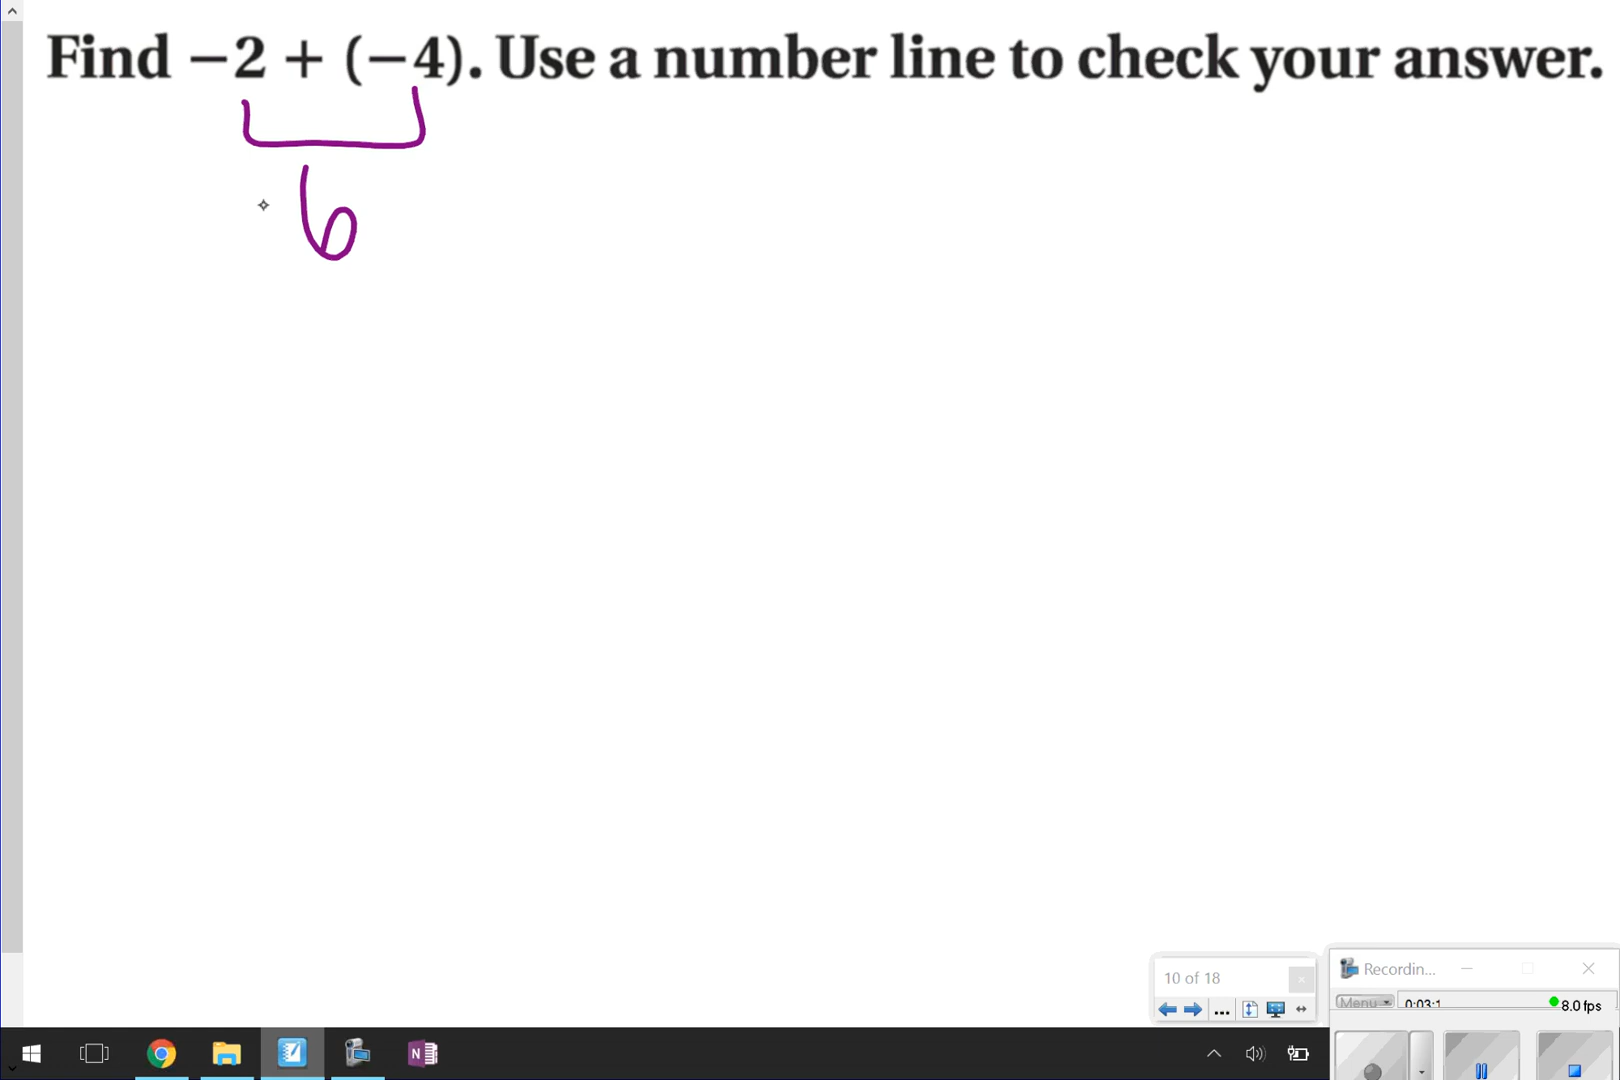 Find −2 + (−4). Use a number line to check your answer.
6
10 of 18
Recordin...
Menu
0:03:1
8.0 fps